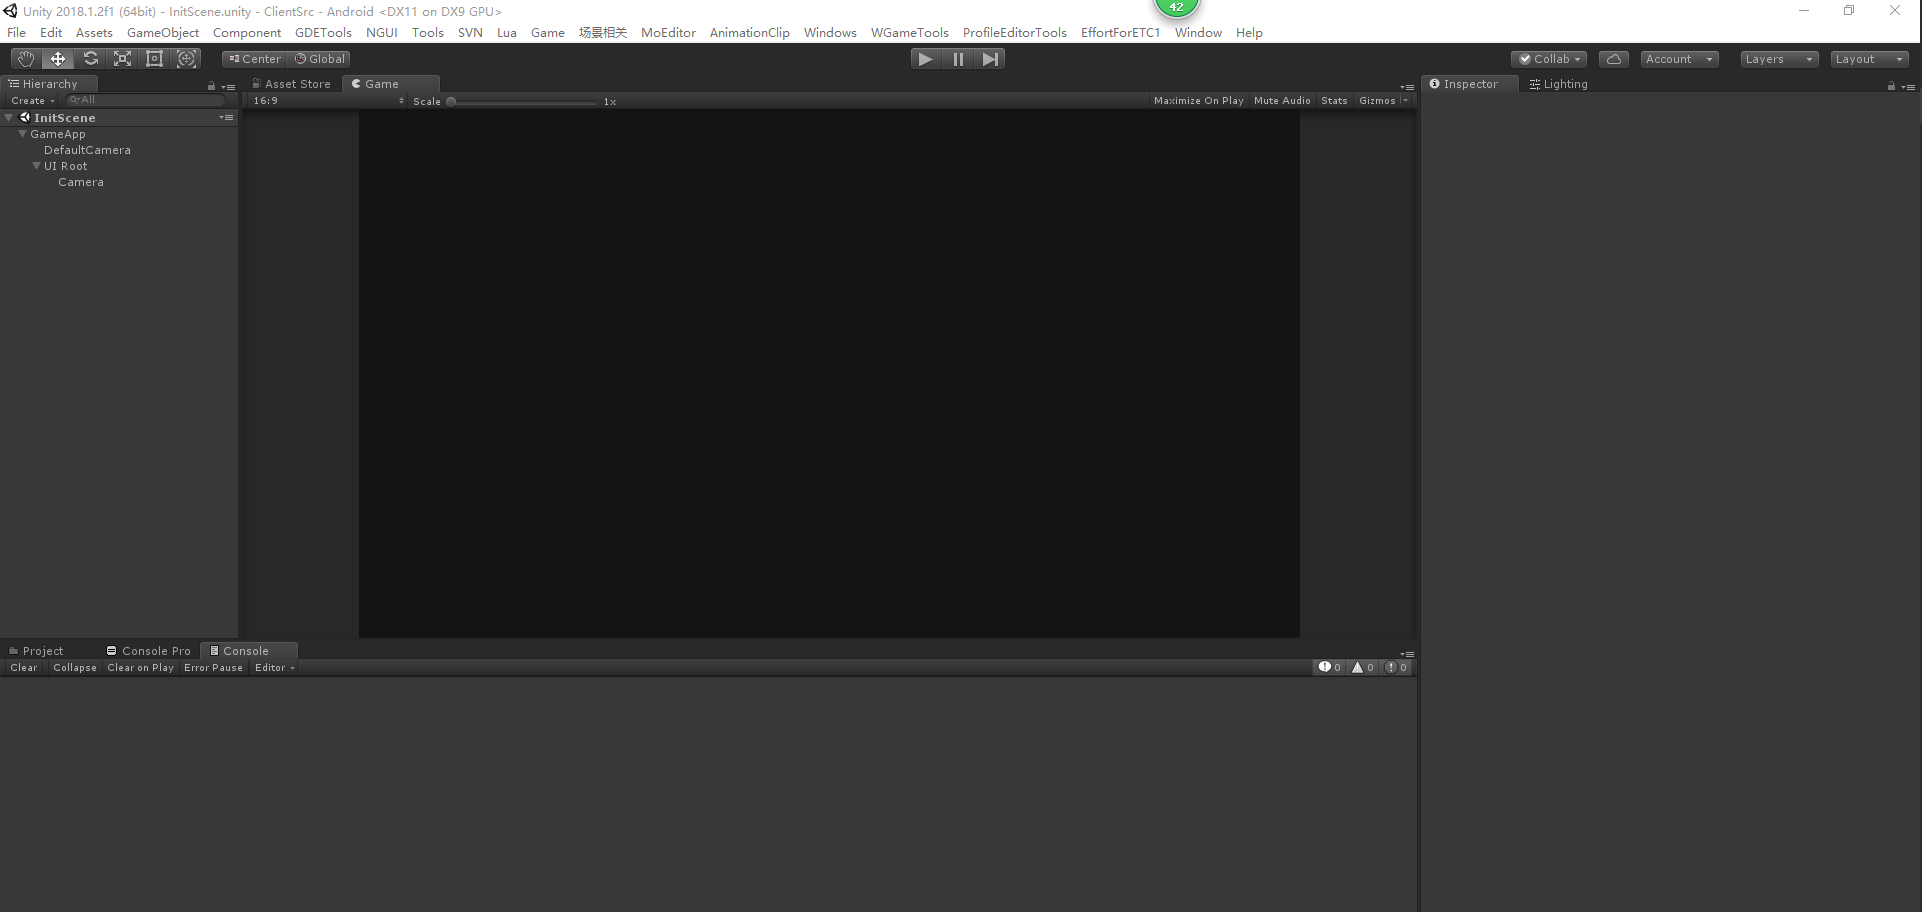 Unity 2018.1.2f1 (64bit) - InitScene.unity - ClientSrc - Android <DX11 on DX9 GPU>
42
File Edit Assets GameObject Component GDETools NGUI Tools SVN Lua Game 场景相关 MoEditor AnimationClip Windows WGameTools ProfileEditorTools EffortForETC1 Window Help
Center Global Collab Account Layers Layout
Hierarchy Asset Store Game Inspector Lighting
Create All 16:9 Scale 1x Maximize On Play Mute Audio Stats Gizmos
InitScene
GameApp
DefaultCamera
UI Root
Camera
Project Console Pro Console
Clear Collapse Clear on Play Error Pause Editor 0 0 0